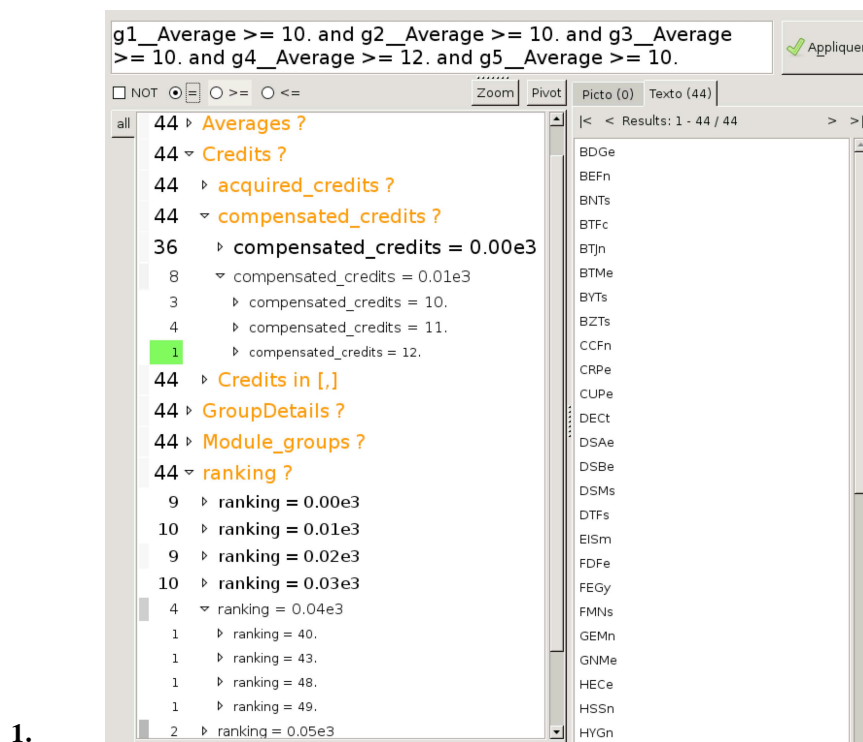 g1__Average >= 10. and g2__Average >= 10. and g3__Average
>= 10. and g4__Average >= 12. and g5__Average >= 10.
Appliquer
NOT = >= <=
Zoom Pivot
Picto (0) Texto (44)
all
|< < Results: 1 - 44 / 44 > >|
44 Averages ?
44 Credits ?
44 acquired_credits ?
44 compensated_credits ?
36 compensated_credits = 0.00e3
8 compensated_credits = 0.01e3
3 compensated_credits = 10.
4 compensated_credits = 11.
1 compensated_credits = 12.
44 Credits in [,]
44 GroupDetails ?
44 Module_groups ?
44 ranking ?
9 ranking = 0.00e3
10 ranking = 0.01e3
9 ranking = 0.02e3
10 ranking = 0.03e3
4 ranking = 0.04e3
1 ranking = 40.
1 ranking = 43.
1 ranking = 48.
1 ranking = 49.
2 ranking = 0.05e3
BDGe
BEFn
BNTs
BTFc
BTJn
BTMe
BYTs
BZTs
CCFn
CRPe
CUPe
DECt
DSAe
DSBe
DSMs
DTFs
EISm
FDFe
FEGy
FMNs
GEMn
GNMe
HECe
HSSn
HYGn
1.